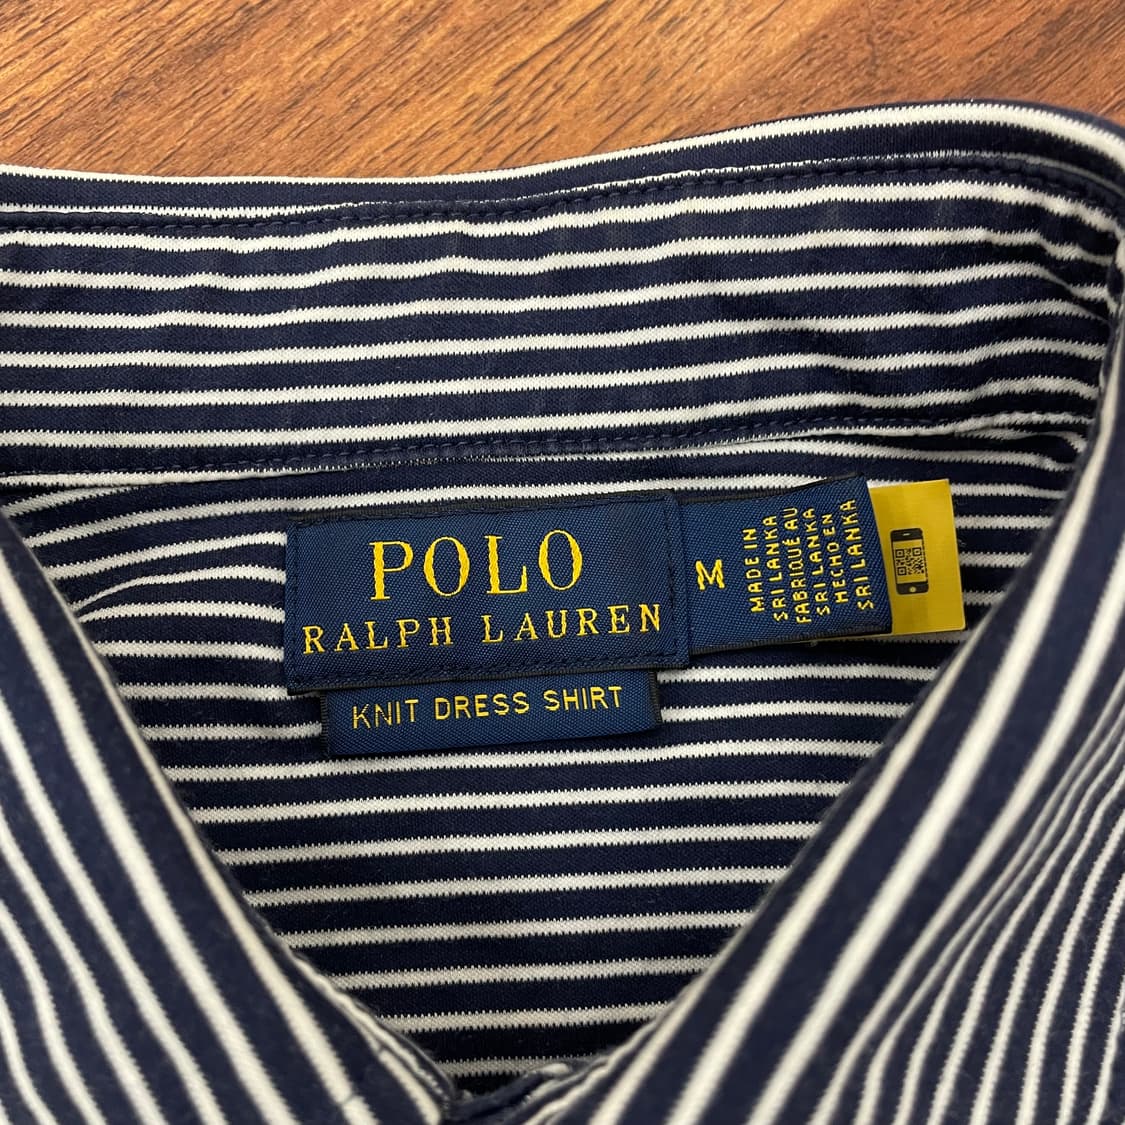 POLO
RALPH LAUREN
KNIT DRESS SHIRT
M
MADE IN
SRI LANKA
FABRIQUÉ AU
SRI LANKA
HECHO EN
SRI LANKA